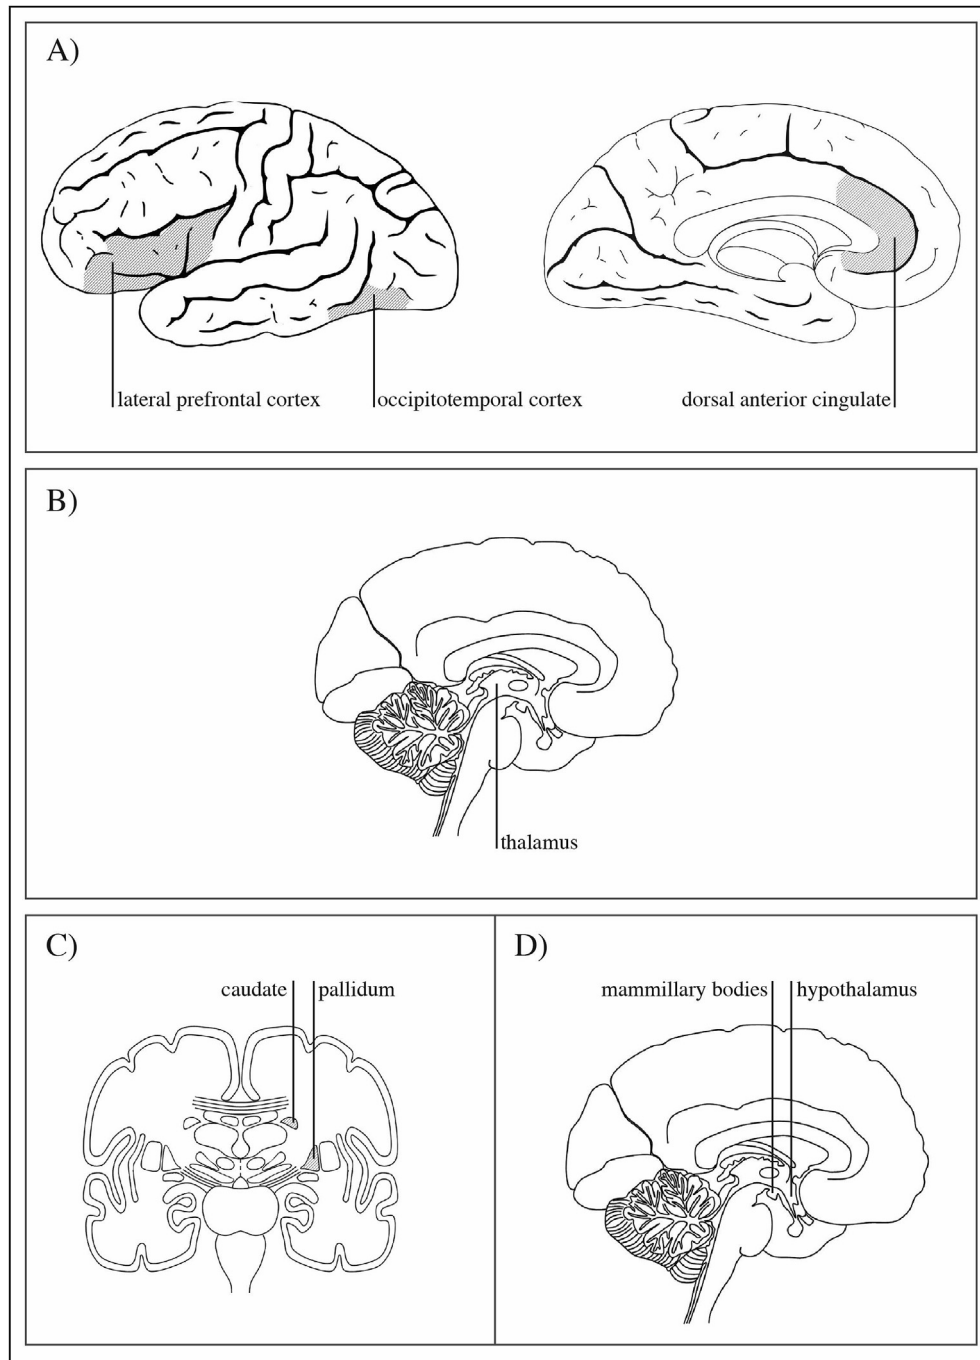 A)
lateral prefrontal cortex
occipitotemporal cortex
dorsal anterior cingulate
B)
thalamus
C)
caudate
pallidum
D)
mammillary bodies
hypothalamus